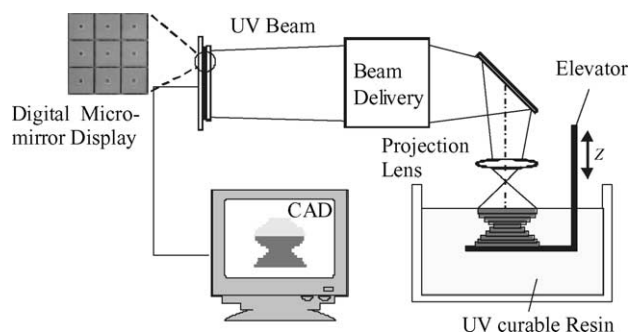 UV Beam
Beam
Delivery
Elevator
Digital Micro-
mirror Display
Projection
Lens
Z
CAD
UV curable Resin